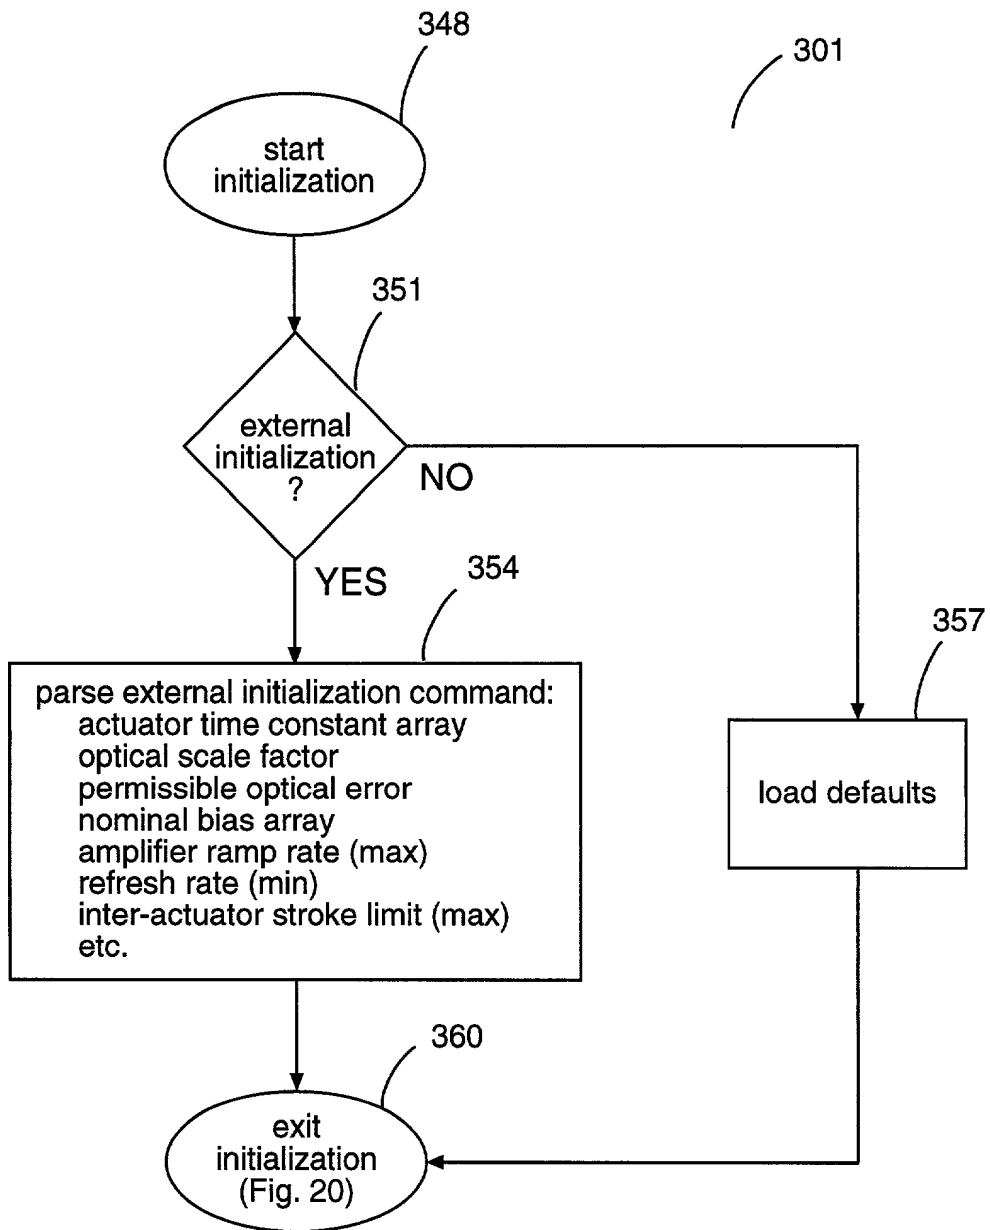 348
301
start
initialization
351
external
initialization
?
NO
YES
354
357
parse external initialization command:
actuator time constant array
optical scale factor
permissible optical error
nominal bias array
amplifier ramp rate (max)
refresh rate (min)
inter-actuator stroke limit (max)
etc.
load defaults
360
exit
initialization
(Fig. 20)